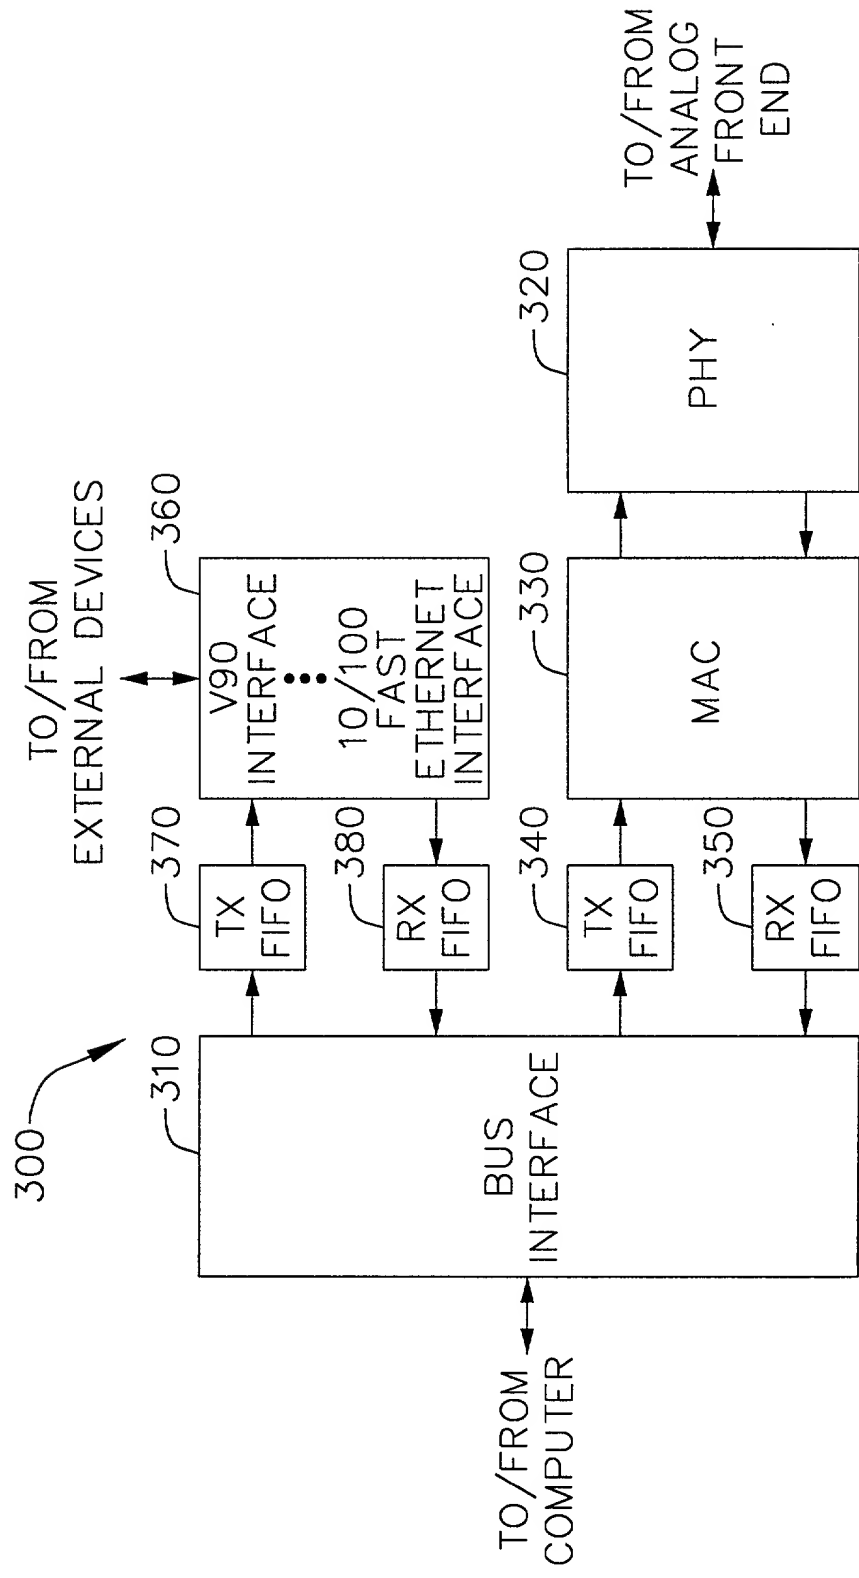 300
TO/FROM
COMPUTER
310
BUS
INTERFACE
370
TX
FIFO
380
RX
FIFO
340
TX
FIFO
350
RX
FIFO
TO/FROM
EXTERNAL DEVICES
360
V90
INTERFACE
10/100
FAST
ETHERNET
INTERFACE
330
MAC
320
PHY
TO/FROM
ANALOG
FRONT
END